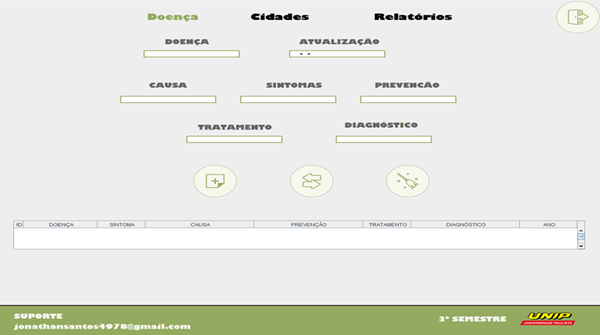 Doença Cidades Relatórios
DOENÇA ATUALIZAÇÃO
- -
CAUSA SINTOMAS PREVENCÃO
TRATAMENTO DIAGNÓSTICO
ID DOENÇA SINTOMA CAUSA PREVENÇÃO TRATAMENTO DIAGNÓSTICO ANO
SUPORTE
jonathansantos4978@gmail.com
3º SEMESTRE
UNIP
UNIVERSIDADE PAULISTA